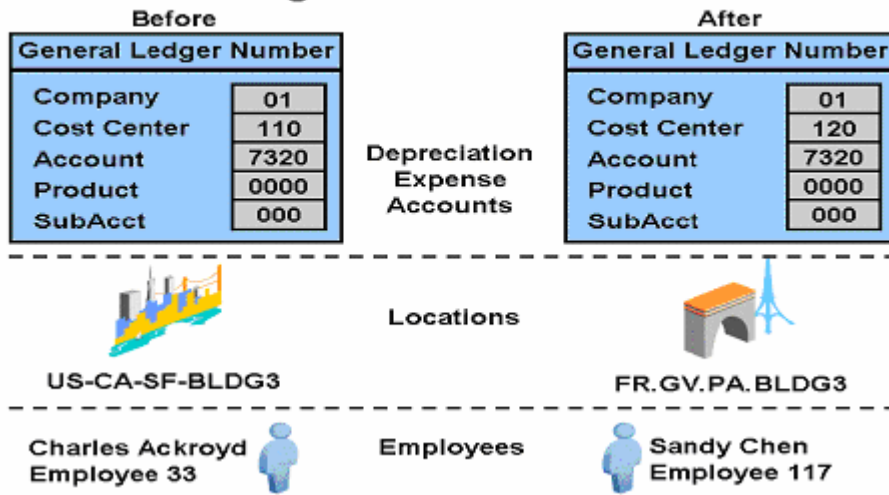 Before
After
General Ledger Number
General Ledger Number
Company 01
Cost Center 110
Account 7320
Product 0000
SubAcct 000
Depreciation
Expense
Accounts
Company 01
Cost Center 120
Account 7320
Product 0000
SubAcct 000
Locations
US-CA-SF-BLDG3
FR.GV.PA.BLDG3
Charles Ackroyd
Employee 33
Employees
Sandy Chen
Employee 117